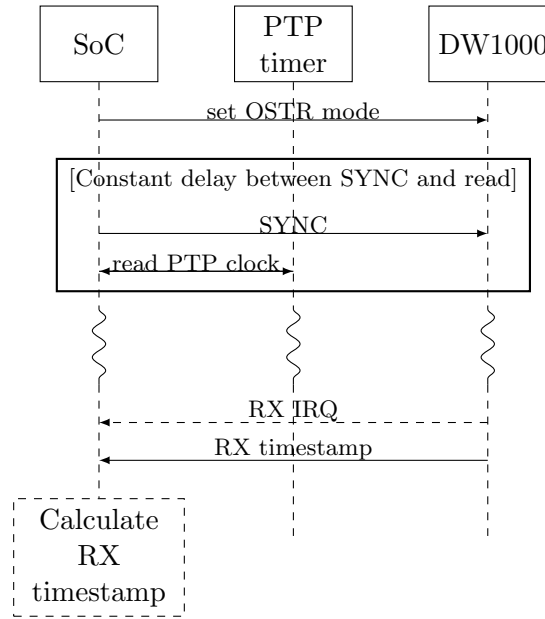 SoC
PTP
timer
DW1000
set OSTR mode
[Constant delay between SYNC and read]
SYNC
read PTP clock
RX IRQ
RX timestamp
Calculate
RX
timestamp